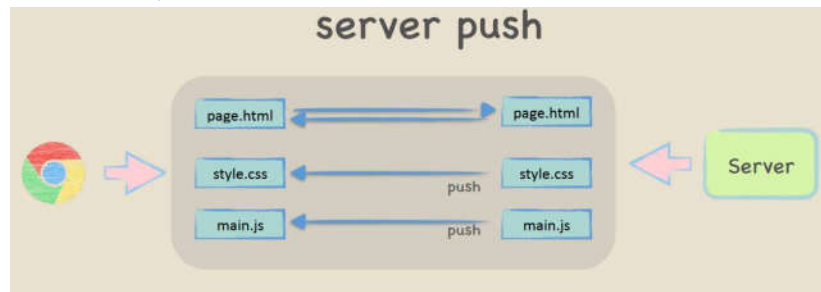 server push
page.html
page.html
style.css
push
style.css
main.js
push
main.js
Server